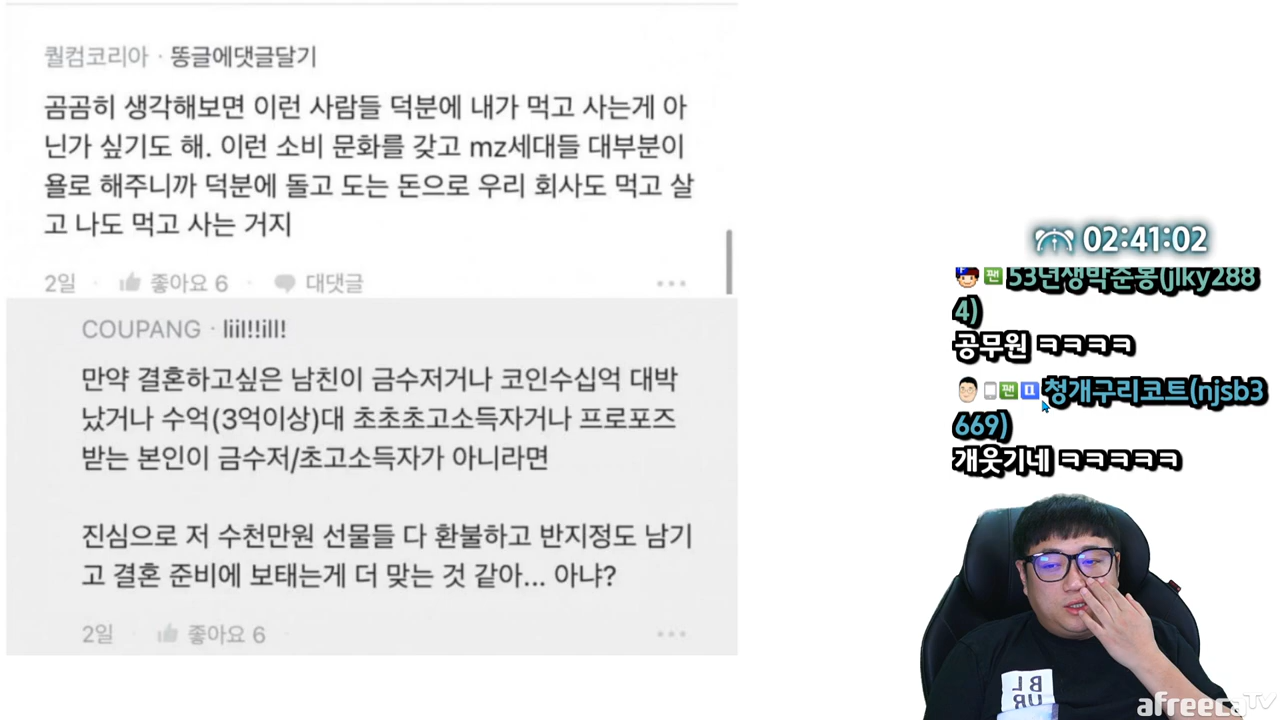 퀄컴코리아 · 똥글에댓글달기
곰곰히 생각해보면 이런 사람들 덕분에 내가 먹고 사는게 아
닌가 싶기도 해. 이런 소비 문화를 갖고 mz세대들 대부분이
욜로 해주니까 덕분에 돌고 도는 돈으로 우리 회사도 먹고 살
고 나도 먹고 사는 거지
2일 · 좋아요 6 · 대댓글
COUPANG · liil!!ill!
만약 결혼하고싶은 남친이 금수저거나 코인수십억 대박
났거나 수억(3억이상)대 초초초고소득자거나 프로포즈
받는 본인이 금수저/초고소득자가 아니라면
진심으로 저 수천만원 선물들 다 환불하고 반지정도 남기
고 결혼 준비에 보태는게 더 맞는 것 같아... 아냐?
2일 · 좋아요 6
02:41:02
F 팬 53년생박준봉(jlky288
4)
공무원 ㅋㅋㅋㅋ
팬 청개구리코트(njsb3
669)
개웃기네 ㅋㅋㅋㅋㅋ
BL
UR
afreecaTV